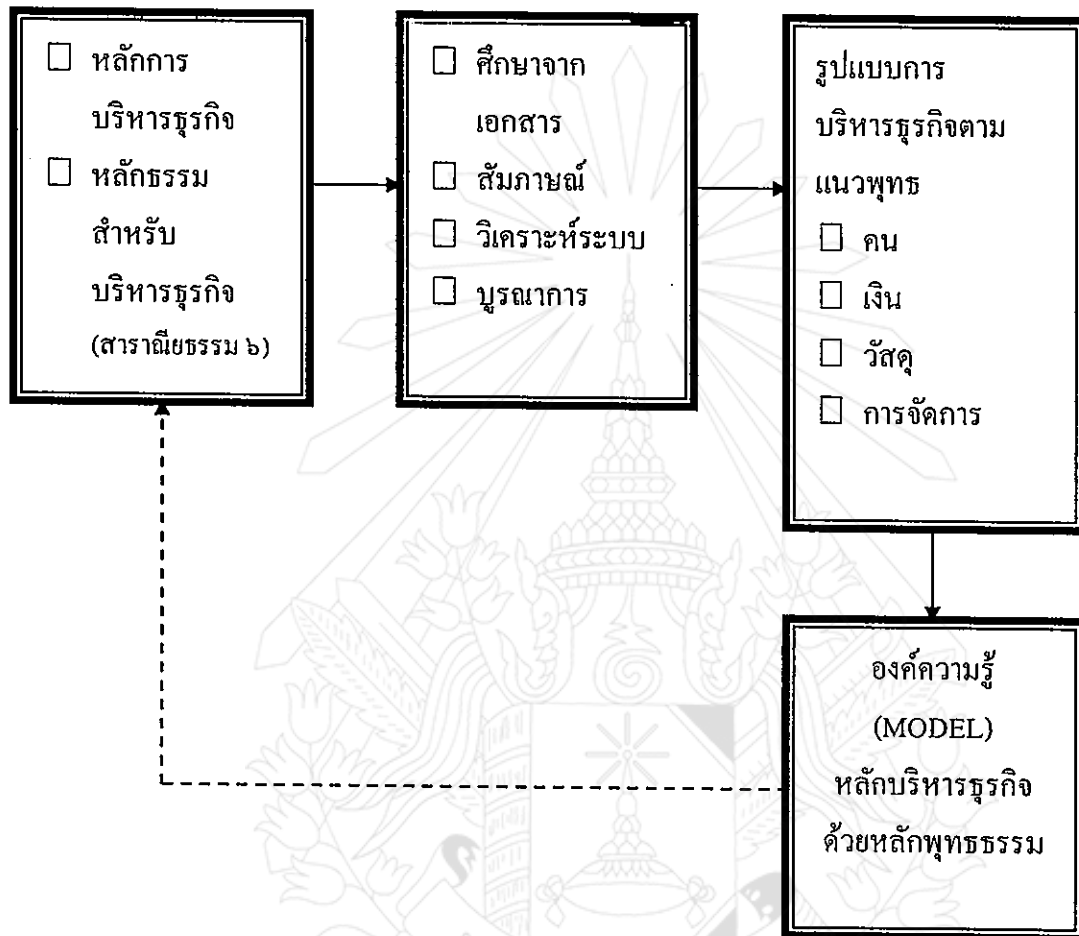 ☐ หลักการ
บริหารธุรกิจ
☐ หลักธรรม
สำหรับ
บริหารธุรกิจ
(สาราณียธรรม ๖)
☐ ศึกษาจาก
เอกสาร
☐ สัมภาษณ์
☐ วิเคราะห์ระบบ
☐ บูรณาการ
รูปแบบการ
บริหารธุรกิจตาม
แนวพุทธ
☐ คน
☐ เงิน
☐ วัสดุ
☐ การจัดการ
องค์ความรู้
(MODEL)
หลักบริหารธุรกิจ
ด้วยหลักพุทธธรรม